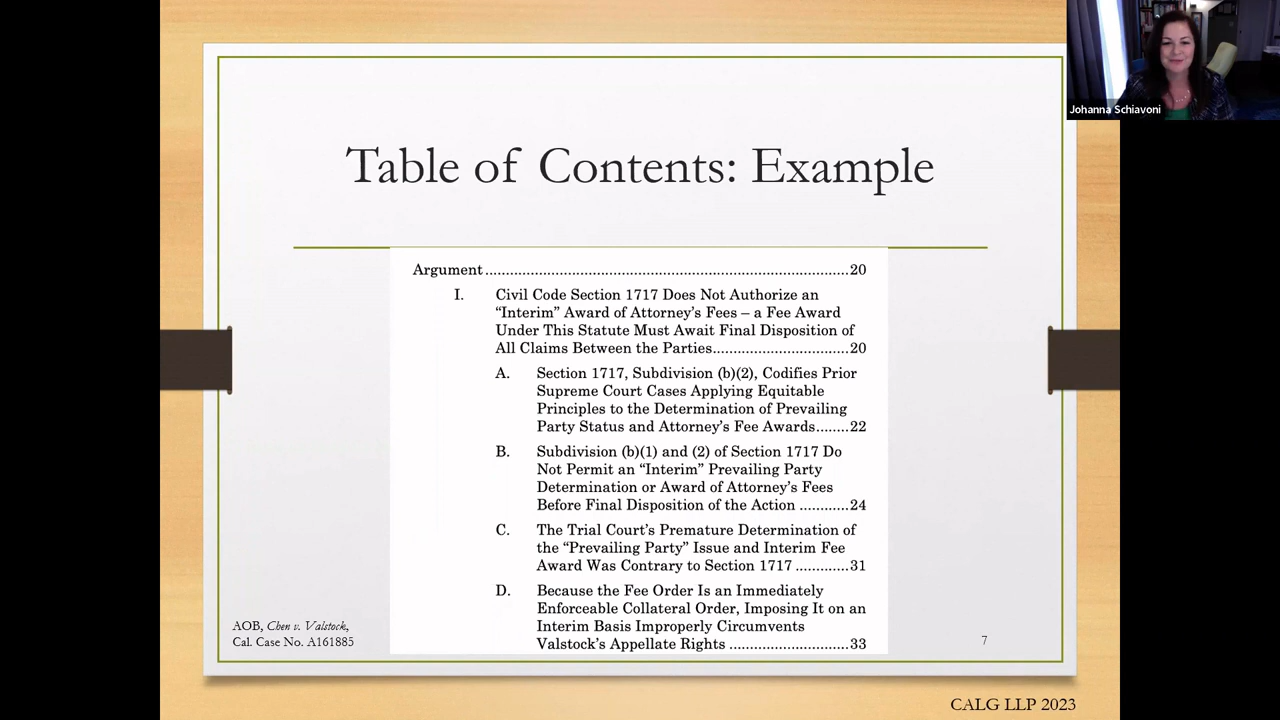 Johanna Schiavoni
Table of Contents: Example
Argument....................................................................................20
I. Civil Code Section 1717 Does Not Authorize an
“Interim” Award of Attorney’s Fees – a Fee Award
Under This Statute Must Await Final Disposition of
All Claims Between the Parties.................................20
A. Section 1717, Subdivision (b)(2), Codifies Prior
Supreme Court Cases Applying Equitable
Principles to the Determination of Prevailing
Party Status and Attorney’s Fee Awards........22
B. Subdivision (b)(1) and (2) of Section 1717 Do
Not Permit an “Interim” Prevailing Party
Determination or Award of Attorney’s Fees
Before Final Disposition of the Action ............24
C. The Trial Court’s Premature Determination of
the “Prevailing Party” Issue and Interim Fee
Award Was Contrary to Section 1717 .............31
D. Because the Fee Order Is an Immediately
Enforceable Collateral Order, Imposing It on an
Interim Basis Improperly Circumvents
Valstock’s Appellate Rights .............................33
AOB, Chen v. Valstock,
Cal. Case No. A161885
7
CALG LLP 2023